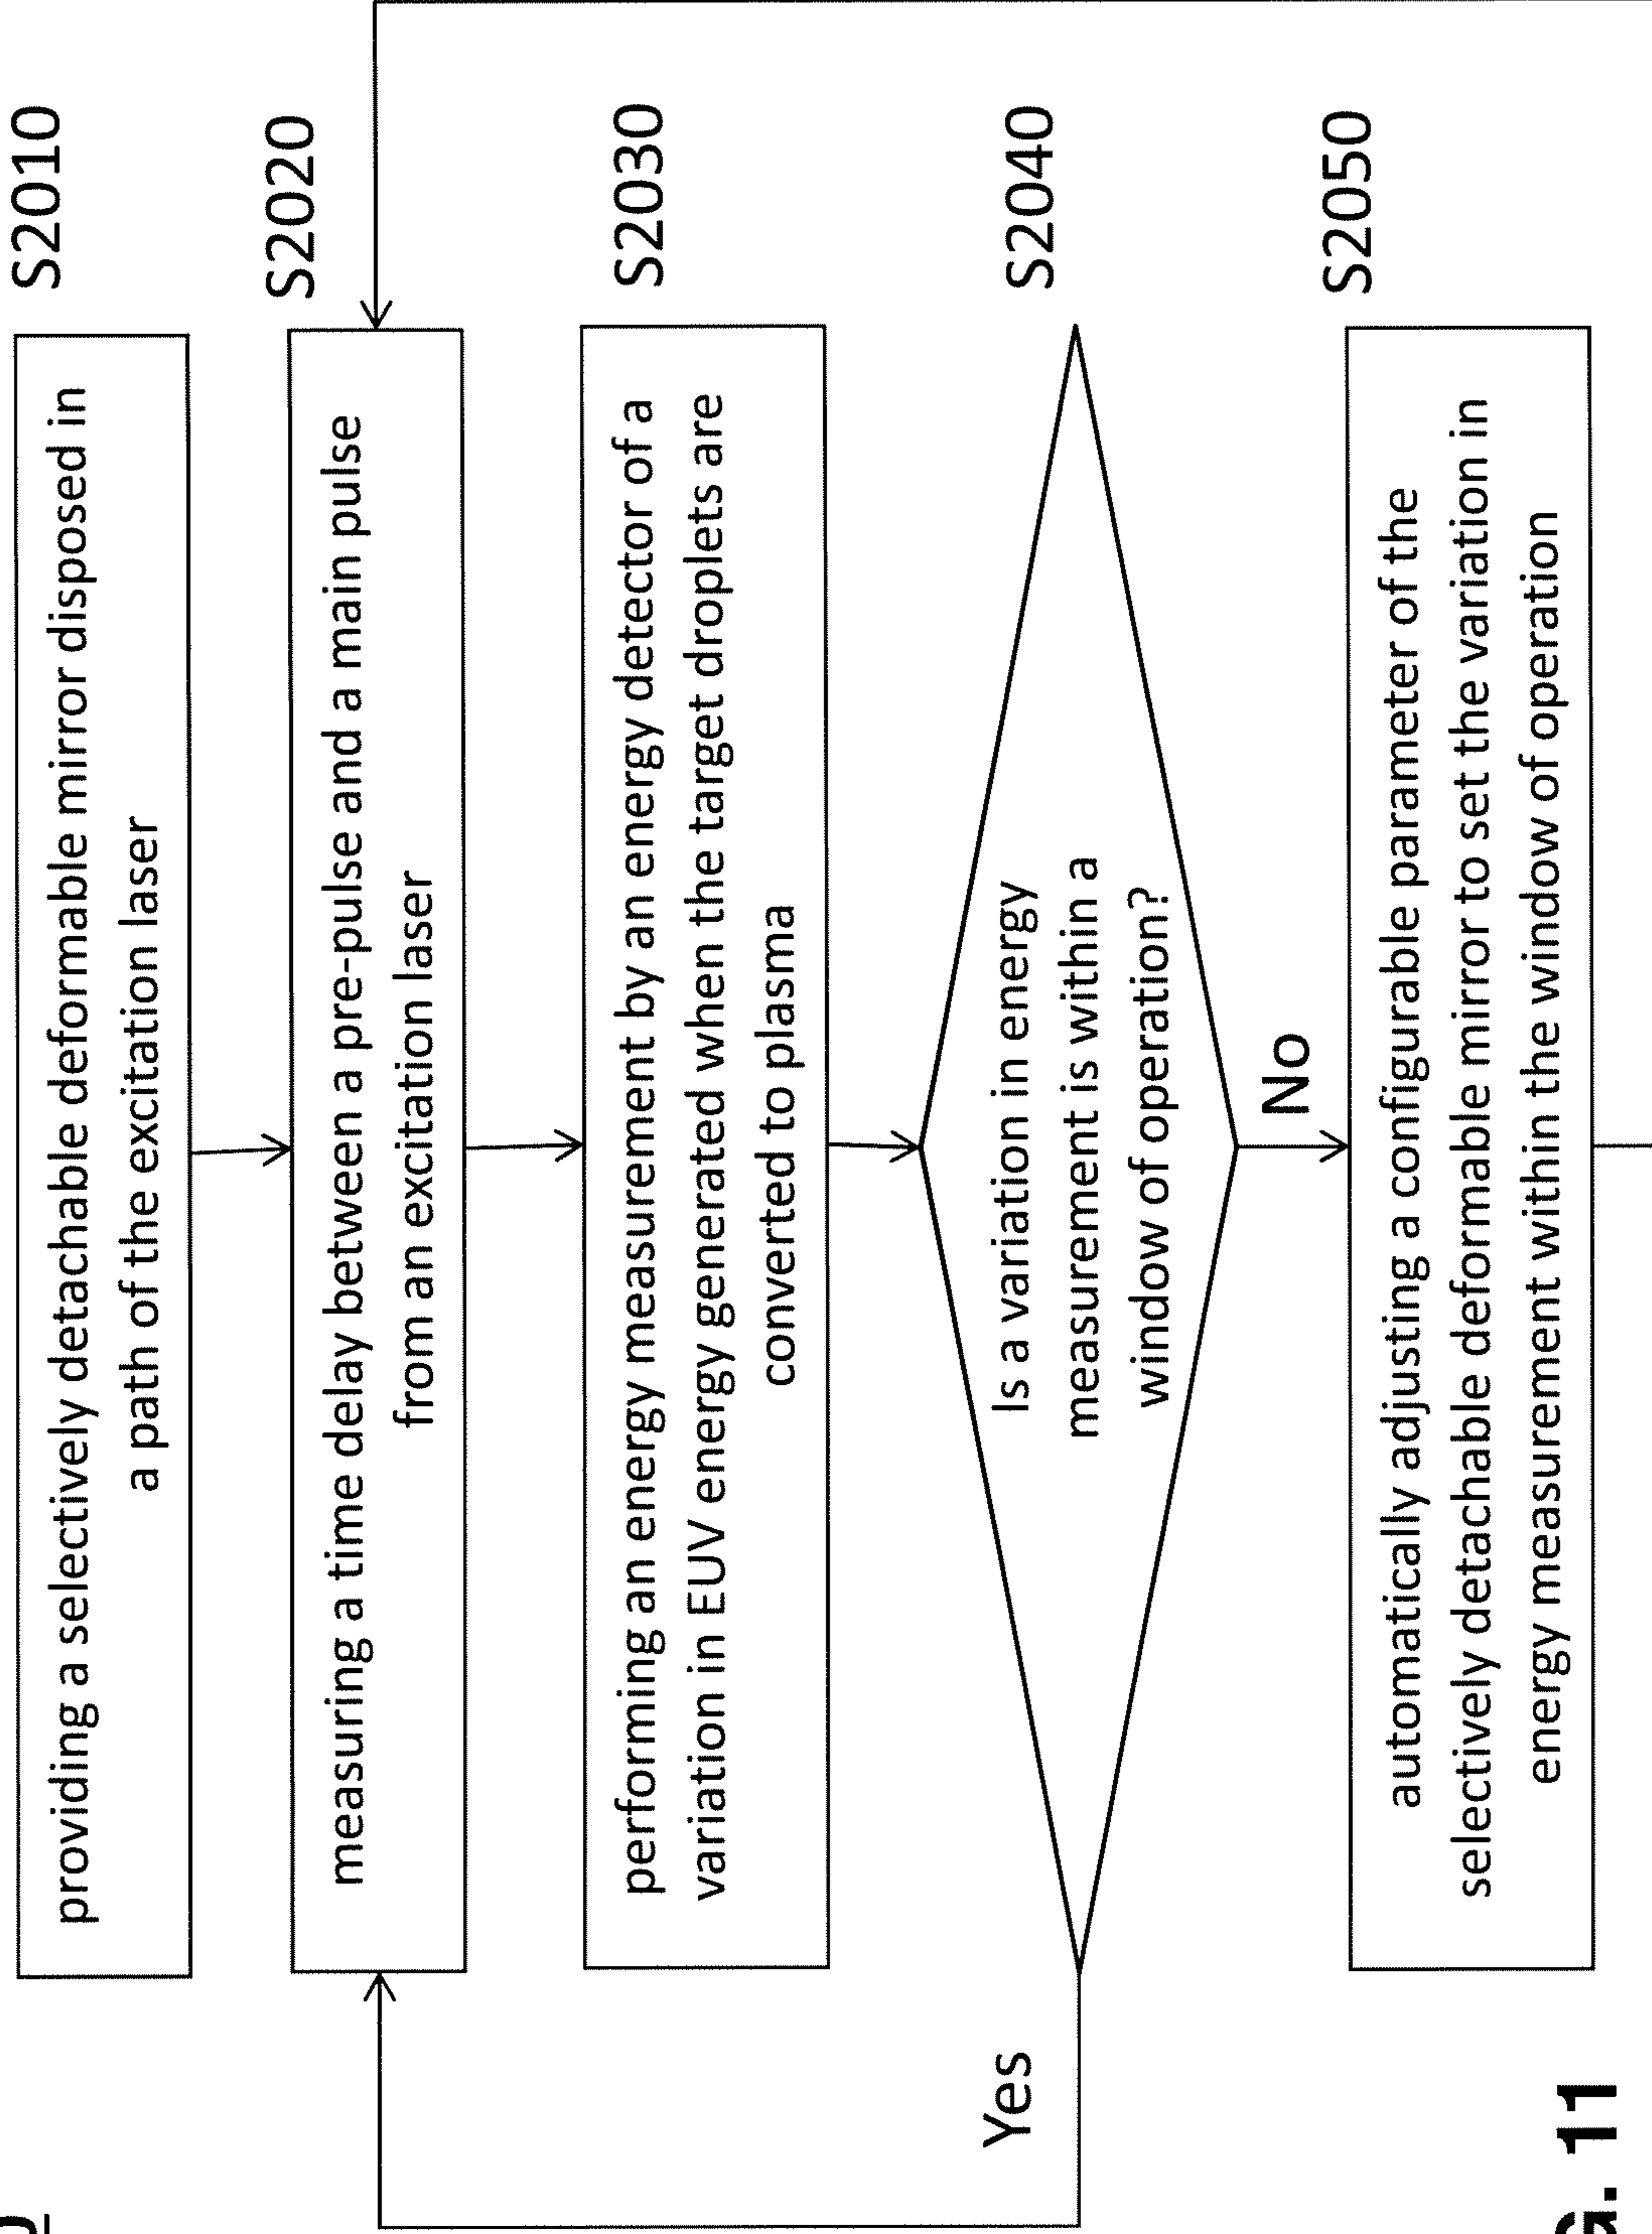 S2010
providing a selectively detachable deformable mirror disposed in
a path of the excitation laser
S2020
measuring a time delay between a pre-pulse and a main pulse
from an excitation laser
S2030
performing an energy measurement by an energy detector of a
variation in EUV energy generated when the target droplets are
converted to plasma
S2040
Is a variation in energy
measurement is within a
window of operation?
Yes
No
S2050
automatically adjusting a configurable parameter of the
selectively detachable deformable mirror to set the variation in
energy measurement within the window of operation
G. 11